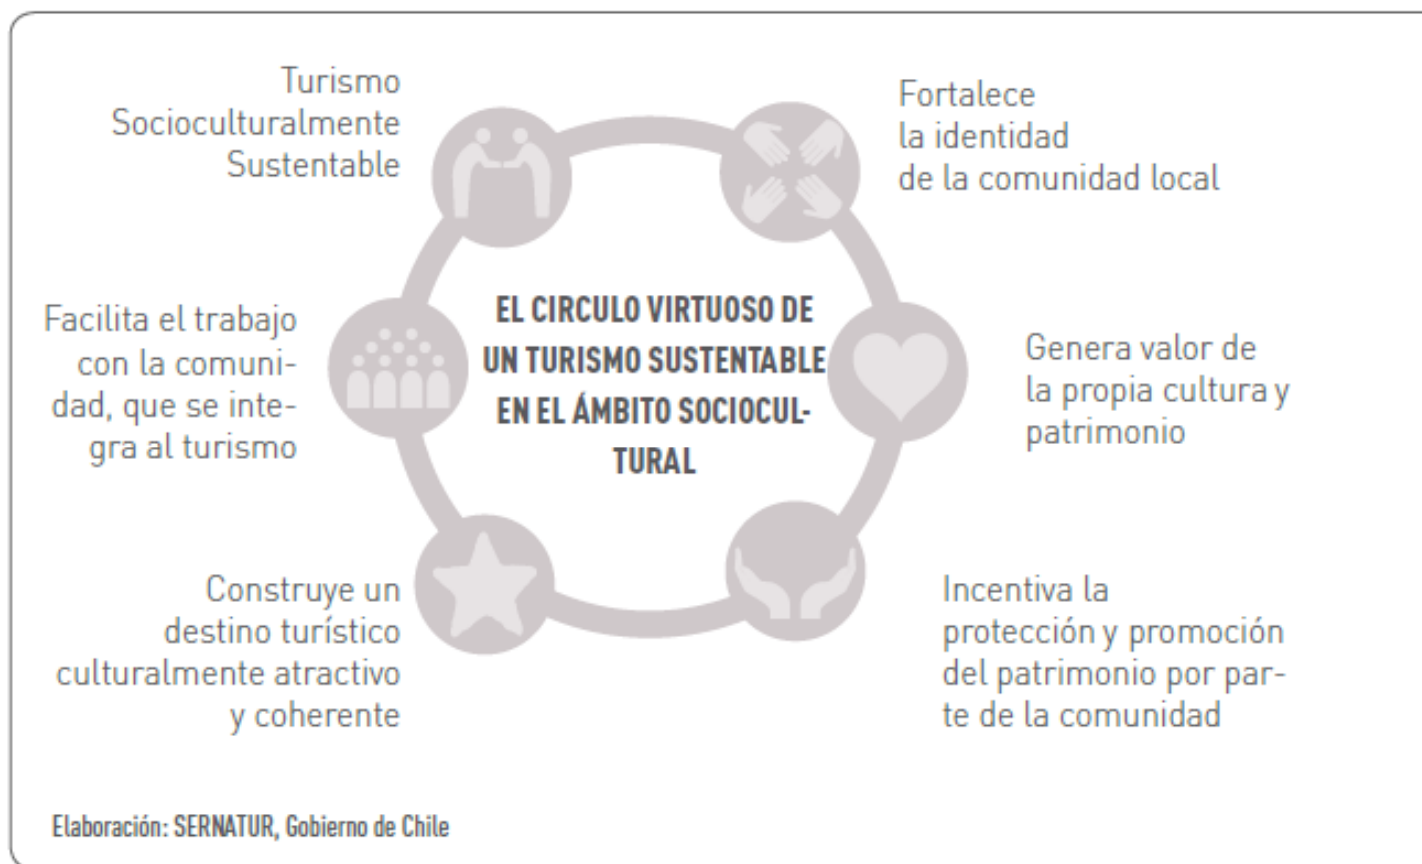 Turismo
Socioculturalmente
Sustentable
Fortalece
la identidad
de la comunidad local
EL CIRCULO VIRTUOSO DE
UN TURISMO SUSTENTABLE
EN EL ÁMBITO SOCIOCUL-
TURAL
Genera valor de
la propia cultura y
patrimonio
Incentiva la
protección y promoción
del patrimonio por par-
te de la comunidad
Construye un
destino turístico
culturalmente atractivo
y coherente
Facilita el trabajo
con la comuni-
dad, que se inte-
gra al turismo
Elaboración: SERNATUR, Gobierno de Chile